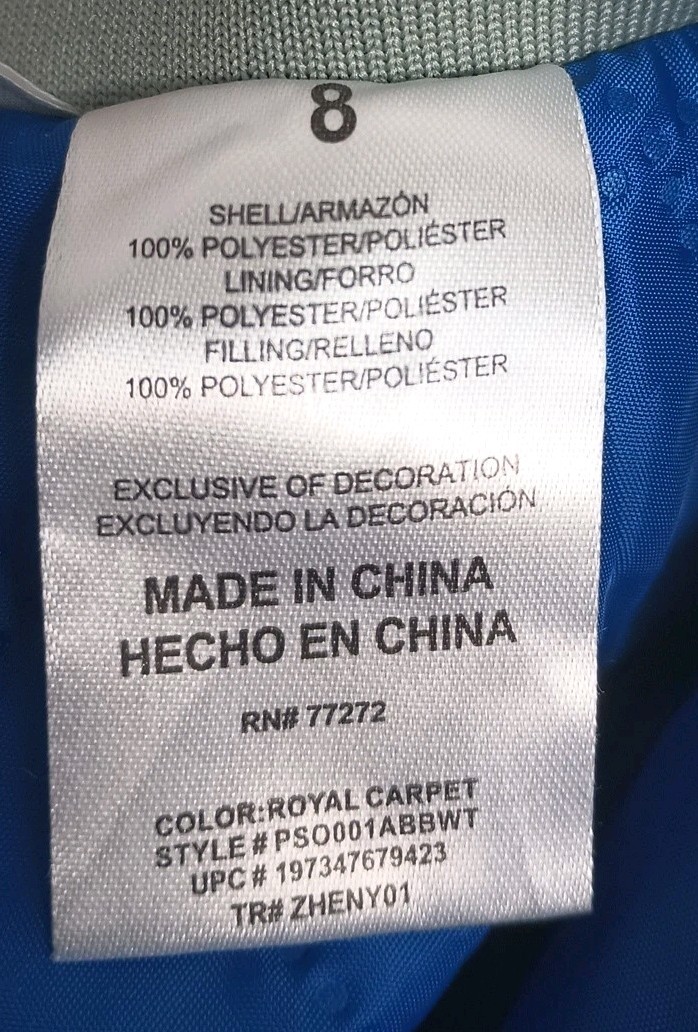 8
SHELL/ARMAZÓN
100% POLYESTER/POLIÉSTER
LINING/FORRO
100% POLYESTER/POLIÉSTER
FILLING/RELLENO
100% POLYESTER/POLIÉSTER
EXCLUSIVE OF DECORATION
EXCLUYENDO LA DECORACIÓN
MADE IN CHINA
HECHO EN CHINA
RN# 77272
COLOR:ROYAL CARPET
STYLE # PSO001ABBWT
UPC # 197347679423
TR# ZHENY01